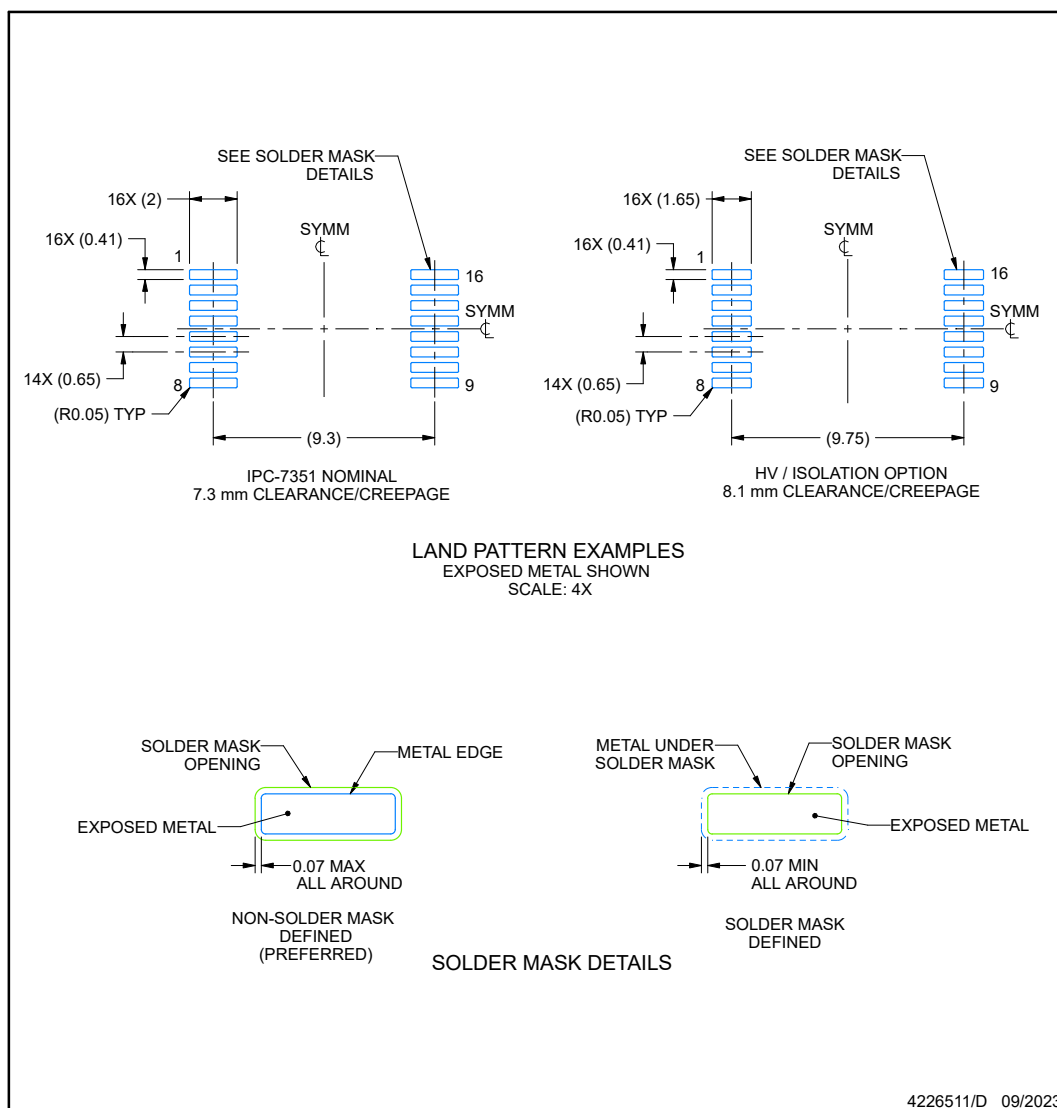 SEE SOLDER MASK
DETAILS
16X (2)
SYMM
℄
16X (0.41)
1
16
SYMM
℄
14X (0.65)
8
9
(R0.05) TYP
(9.3)
IPC-7351 NOMINAL
7.3 mm CLEARANCE/CREEPAGE
SEE SOLDER MASK
DETAILS
16X (1.65)
SYMM
℄
16X (0.41)
1
16
SYMM
℄
14X (0.65)
8
9
(R0.05) TYP
(9.75)
HV / ISOLATION OPTION
8.1 mm CLEARANCE/CREEPAGE
LAND PATTERN EXAMPLES
EXPOSED METAL SHOWN
SCALE: 4X
SOLDER MASK
OPENING
METAL EDGE
EXPOSED METAL
0.07 MAX
ALL AROUND
NON-SOLDER MASK
DEFINED
(PREFERRED)
METAL UNDER
SOLDER MASK
SOLDER MASK
OPENING
EXPOSED METAL
0.07 MIN
ALL AROUND
SOLDER MASK
DEFINED
SOLDER MASK DETAILS
4226511/D 09/2023